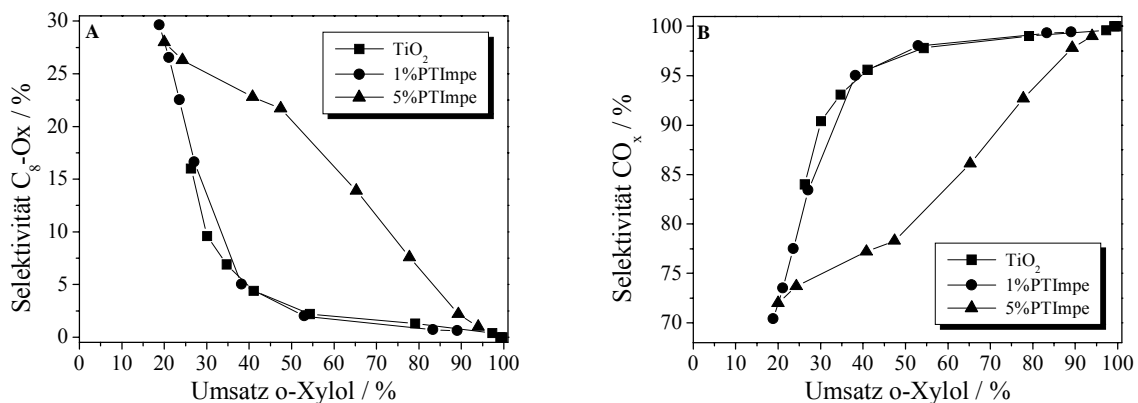 A
TiO2
1%PTImpe
5%PTImpe
Selektivität C8-Ox / %
30
25
20
15
10
5
0
0 10 20 30 40 50 60 70 80 90 100
Umsatz o-Xylol / %
B
TiO2
1%PTImpe
5%PTImpe
Selektivität COx / %
100
95
90
85
80
75
70
0 10 20 30 40 50 60 70 80 90 100
Umsatz o-Xylol / %